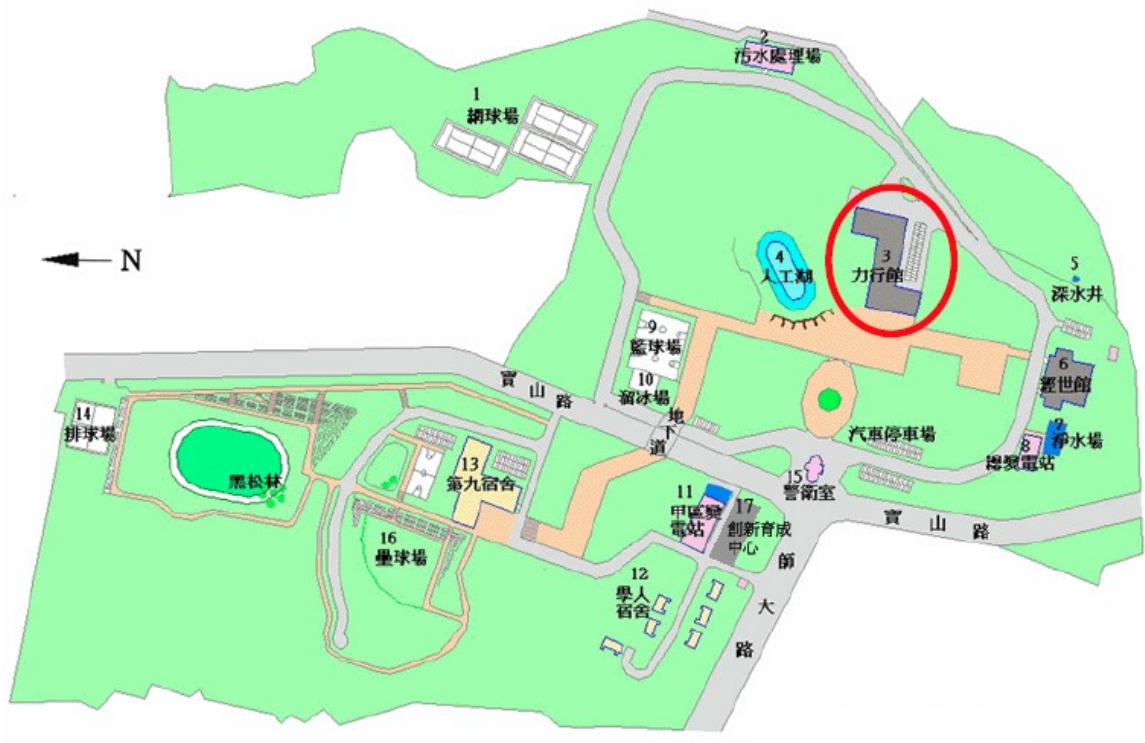 2
污水處理場
1
網球場
N
3
力行館
4
人工湖
5
深水井
9
籃球場
10
溜冰場
6
經世館
寶山路
地下道
14
排球場
汽車停車場
7
淨水場
8
總變電站
13
第九宿舍
黑松林
15
警衛室
11
甲區變
電站
17
創新育成
中心
寶山路
16
壘球場
12
學人
宿舍
師大路